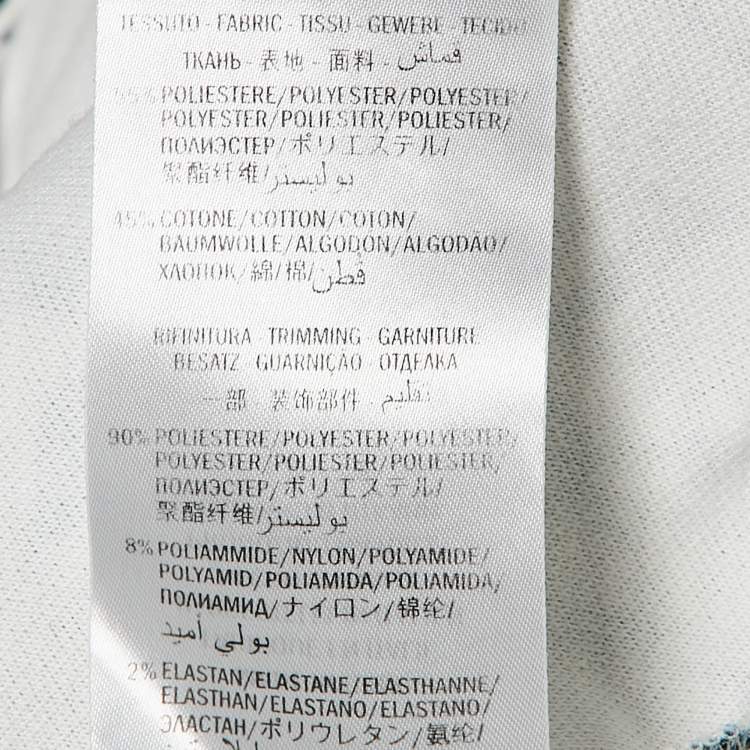 TESSUTO - FABRIC - TISSU - GEWEBE - TECIDO
ТКАНЬ - 表地 - 面料 - قماش
55% POLIESTERE/POLYESTER/POLYESTER/
POLYESTER/POLIESTER/POLIESTER/
ПОЛИЭСТЕР/ポリエステル/
聚酯纤维/بوليستر
45% COTONE/COTTON/COTON/
BAUMWOLLE/ALGODON/ALGODÃO/
ХЛОПОК/綿/棉/قطن
RIFINITURA - TRIMMING - GARNITURE
BESATZ - GUARNIÇÃO - ОТДЕЛКА
一部 - 装饰部件 - تقليم
90% POLIESTERE/POLYESTER/POLYESTER/
POLYESTER/POLIESTER/POLIESTER/
ПОЛИЭСТЕР/ポリエステル/
聚酯纤维/بوليستر
8% POLIAMMIDE/NYLON/POLYAMIDE/
POLYAMID/POLIAMIDA/POLIAMIDA/
ПОЛИАМИД/ナイロン/锦纶/
بولي أميد
2% ELASTAN/ELASTANE/ELASTHANNE/
ELASTHAN/ELASTANO/ELASTANO/
ЭЛАСТАН/ポリウレタン/氨纶/